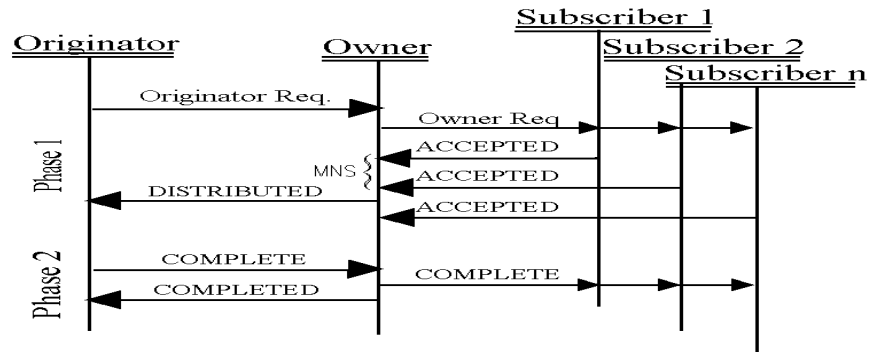 Subscriber 1
Originator
Owner
Subscriber 2
Subscriber n
Originator Req.
Owner Req
ACCEPTED
Phase 1
MNS
ACCEPTED
DISTRIBUTED
ACCEPTED
COMPLETE
COMPLETE
Phase 2
COMPLETED